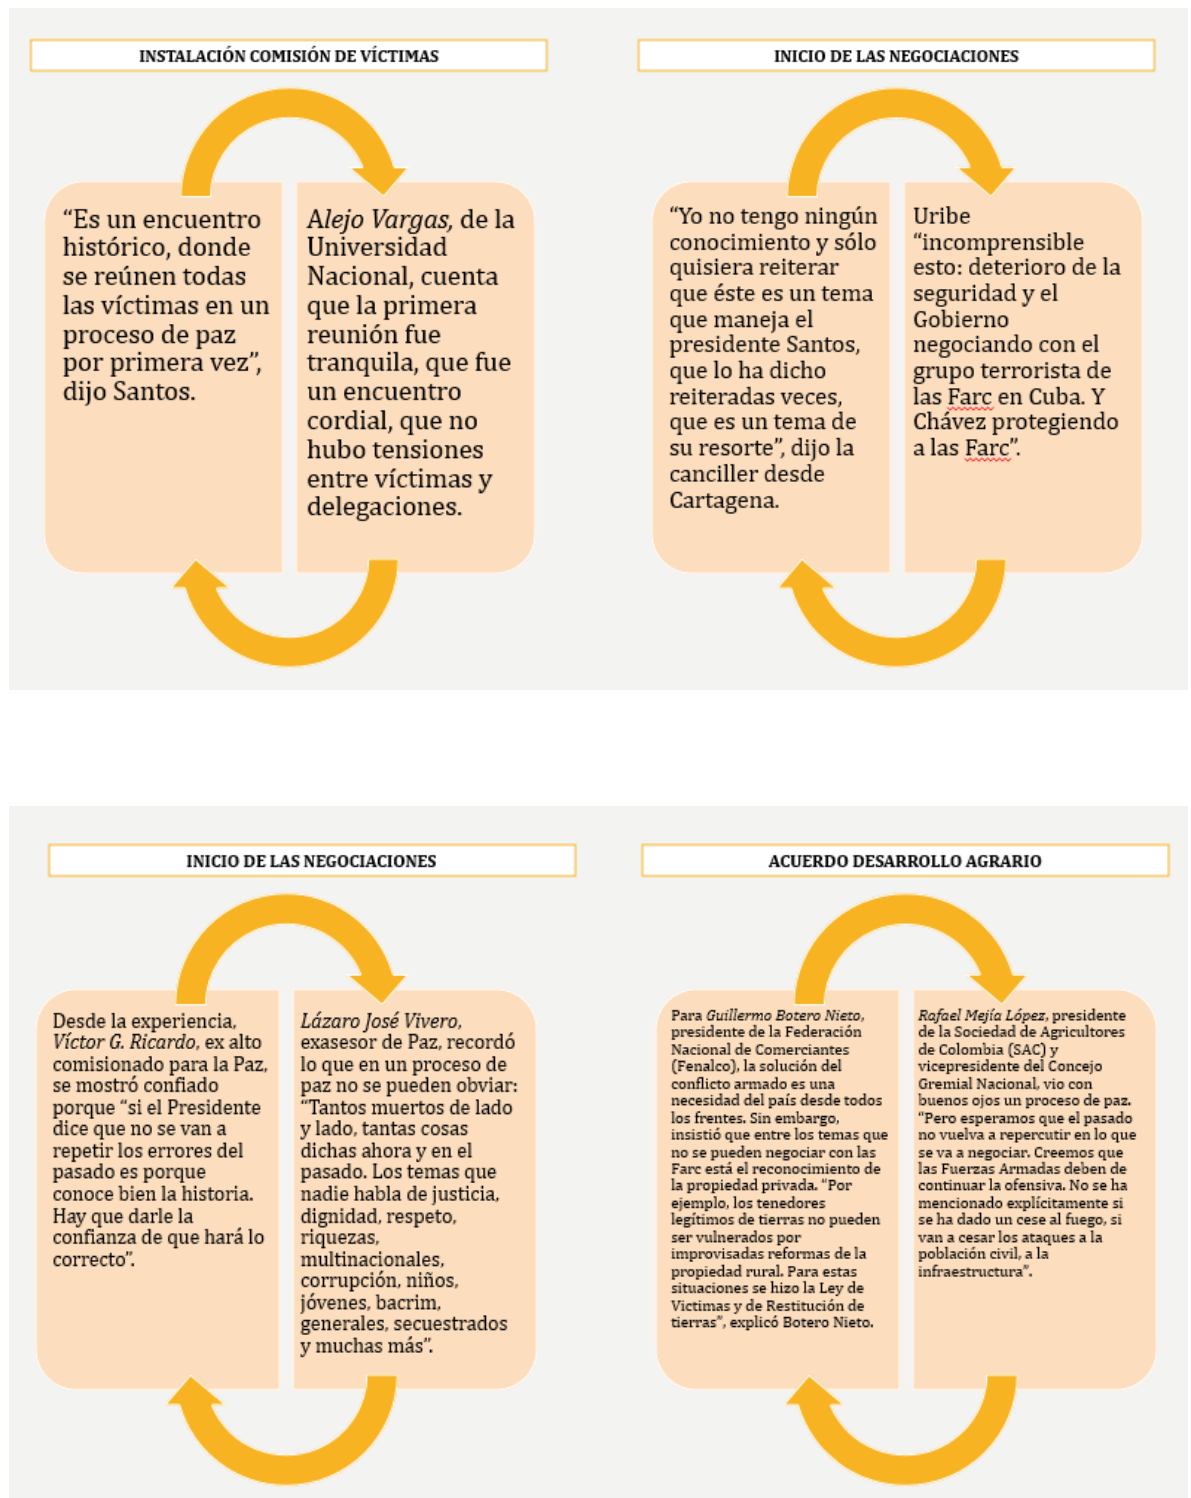 INSTALACIÓN COMISIÓN DE VÍCTIMAS
“Es un encuentro
histórico, donde
se reúnen todas
las víctimas en un
proceso de paz
por primera vez”,
dijo Santos.
Alejo Vargas, de la
Universidad
Nacional, cuenta
que la primera
reunión fue
tranquila, que fue
un encuentro
cordial, que no
hubo tensiones
entre víctimas y
delegaciones.
INICIO DE LAS NEGOCIACIONES
“Yo no tengo ningún
conocimiento y sólo
quisiera reiterar
que éste es un tema
que maneja el
presidente Santos,
que lo ha dicho
reiteradas veces,
que es un tema de
su resorte”, dijo la
canciller desde
Cartagena.
Uribe
“incomprensible
esto: deterioro de la
seguridad y el
Gobierno
negociando con el
grupo terrorista de
las Farc en Cuba. Y
Chávez protegiendo
a las Farc”.
INICIO DE LAS NEGOCIACIONES
Desde la experiencia,
Víctor G. Ricardo, ex alto
comisionado para la Paz,
se mostró confiado
porque “si el Presidente
dice que no se van a
repetir los errores del
pasado es porque
conoce bien la historia.
Hay que darle la
confianza de que hará lo
correcto”.
Lázaro José Vivero,
exasesor de Paz, recordó
lo que en un proceso de
paz no se pueden obviar:
“Tantos muertos de lado
y lado, tantas cosas
dichas ahora y en el
pasado. Los temas que
nadie habla de justicia,
dignidad, respeto,
riquezas,
multinacionales,
corrupción, niños,
jóvenes, bacrim,
generales, secuestrados
y muchas más”.
ACUERDO DESARROLLO AGRARIO
Para Guillermo Botero Nieto,
presidente de la Federación
Nacional de Comerciantes
(Fenalco), la solución del
conflicto armado es una
necesidad del país desde todos
los frentes. Sin embargo,
insistió que entre los temas que
no se pueden negociar con las
Farc está el reconocimiento de
la propiedad privada. “Por
ejemplo, los tenedores
legítimos de tierras no pueden
ser vulnerados por
improvisadas reformas de la
propiedad rural. Para estas
situaciones se hizo la Ley de
Victimas y de Restitución de
tierras”, explicó Botero Nieto.
Rafael Mejía López, presidente
de la Sociedad de Agricultores
de Colombia (SAC) y
vicepresidente del Concejo
Gremial Nacional, vio con
buenos ojos un proceso de paz.
“Pero esperamos que el pasado
no vuelva a repercutir en lo que
se va a negociar. Creemos que
las Fuerzas Armadas deben de
continuar la ofensiva. No se ha
mencionado explícitamente si
se ha dado un cese al fuego, si
van a cesar los ataques a la
población civil, a la
infraestructura”.